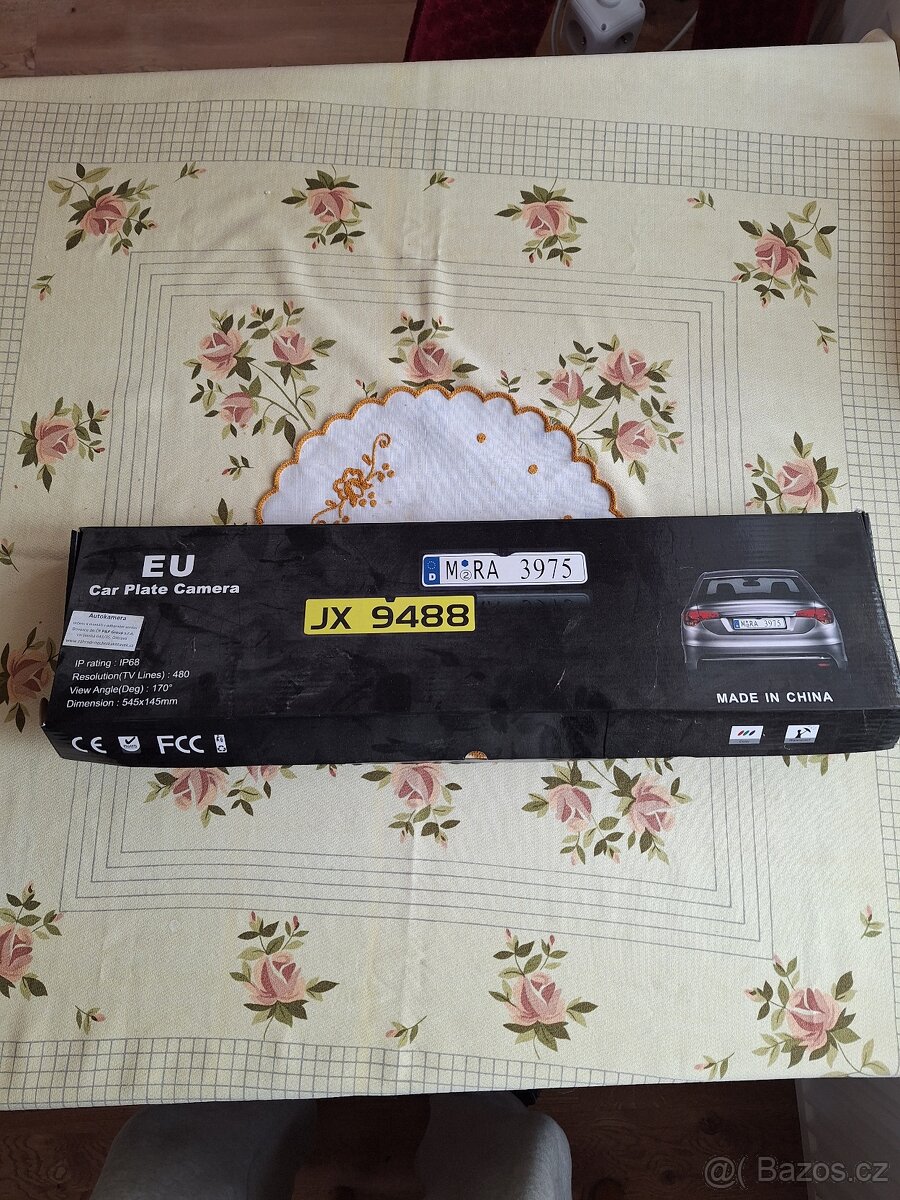 EU
Car Plate Camera
Autokamera
IP rating : IP68
Resolution(TV Lines) : 480
View Angle(Deg) : 170°
Dimension : 545x145mm
D M RA 3975
JX 9488
M RA 3975
MADE IN CHINA
CE
RoHS
FCC
@( Bazos.cz